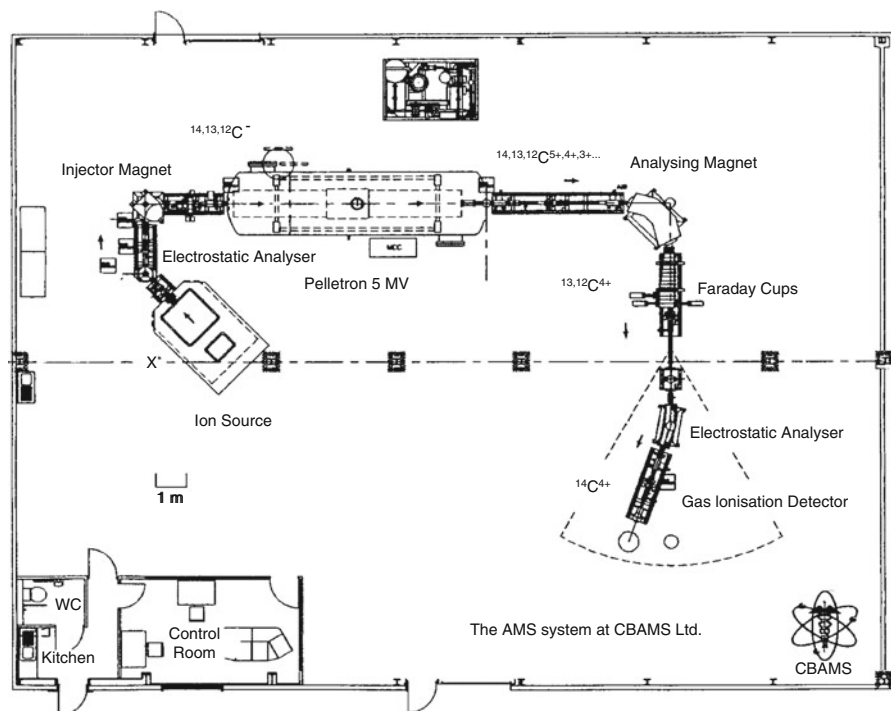 14,13,12C-
14,13,12C5+,4+,3+...
Injector Magnet
Analysing Magnet
Electrostatic Analyser
MCC
Pelletron 5 MV
13,12C4+
Faraday Cups
X-
Ion Source
Electrostatic Analyser
14C4+
Gas Ionisation Detector
1 m
WC
Control
Room
Kitchen
The AMS system at CBAMS Ltd.
CBAMS